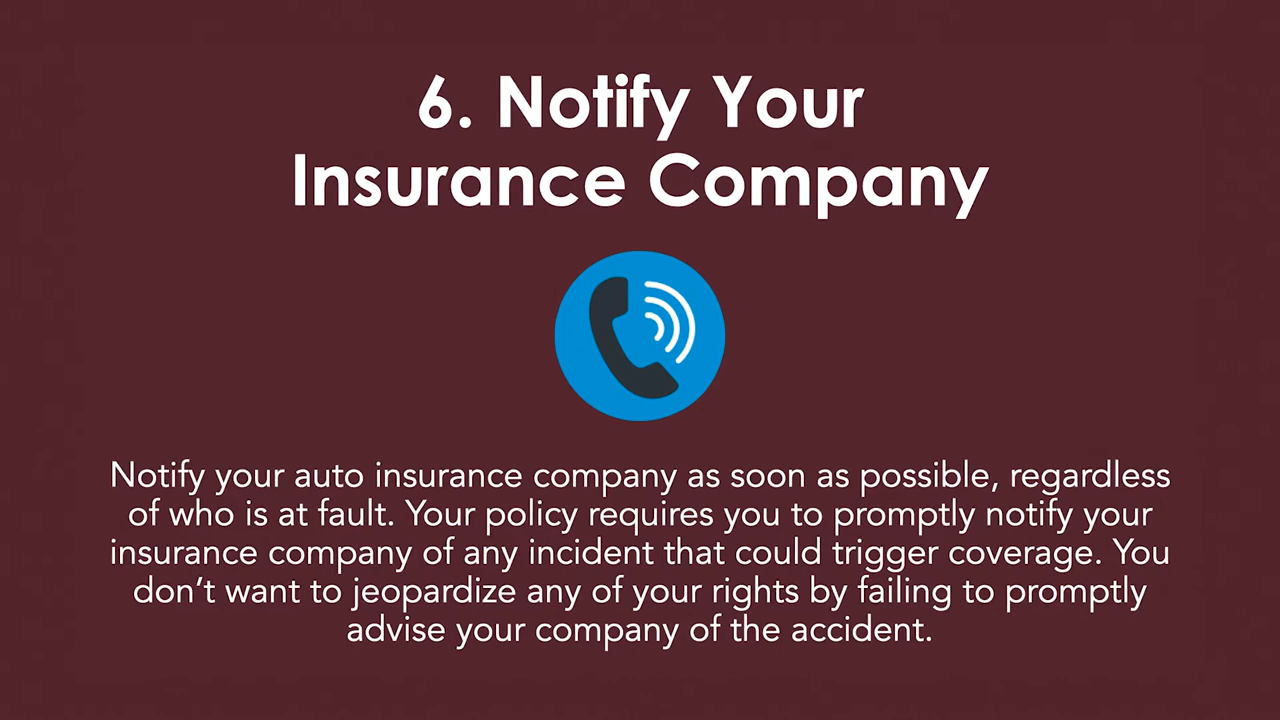 6. Notify Your
Insurance Company
Notify your auto insurance company as soon as possible, regardless
of who is at fault. Your policy requires you to promptly notify your
insurance company of any incident that could trigger coverage. You
don’t want to jeopardize any of your rights by failing to promptly
advise your company of the accident.